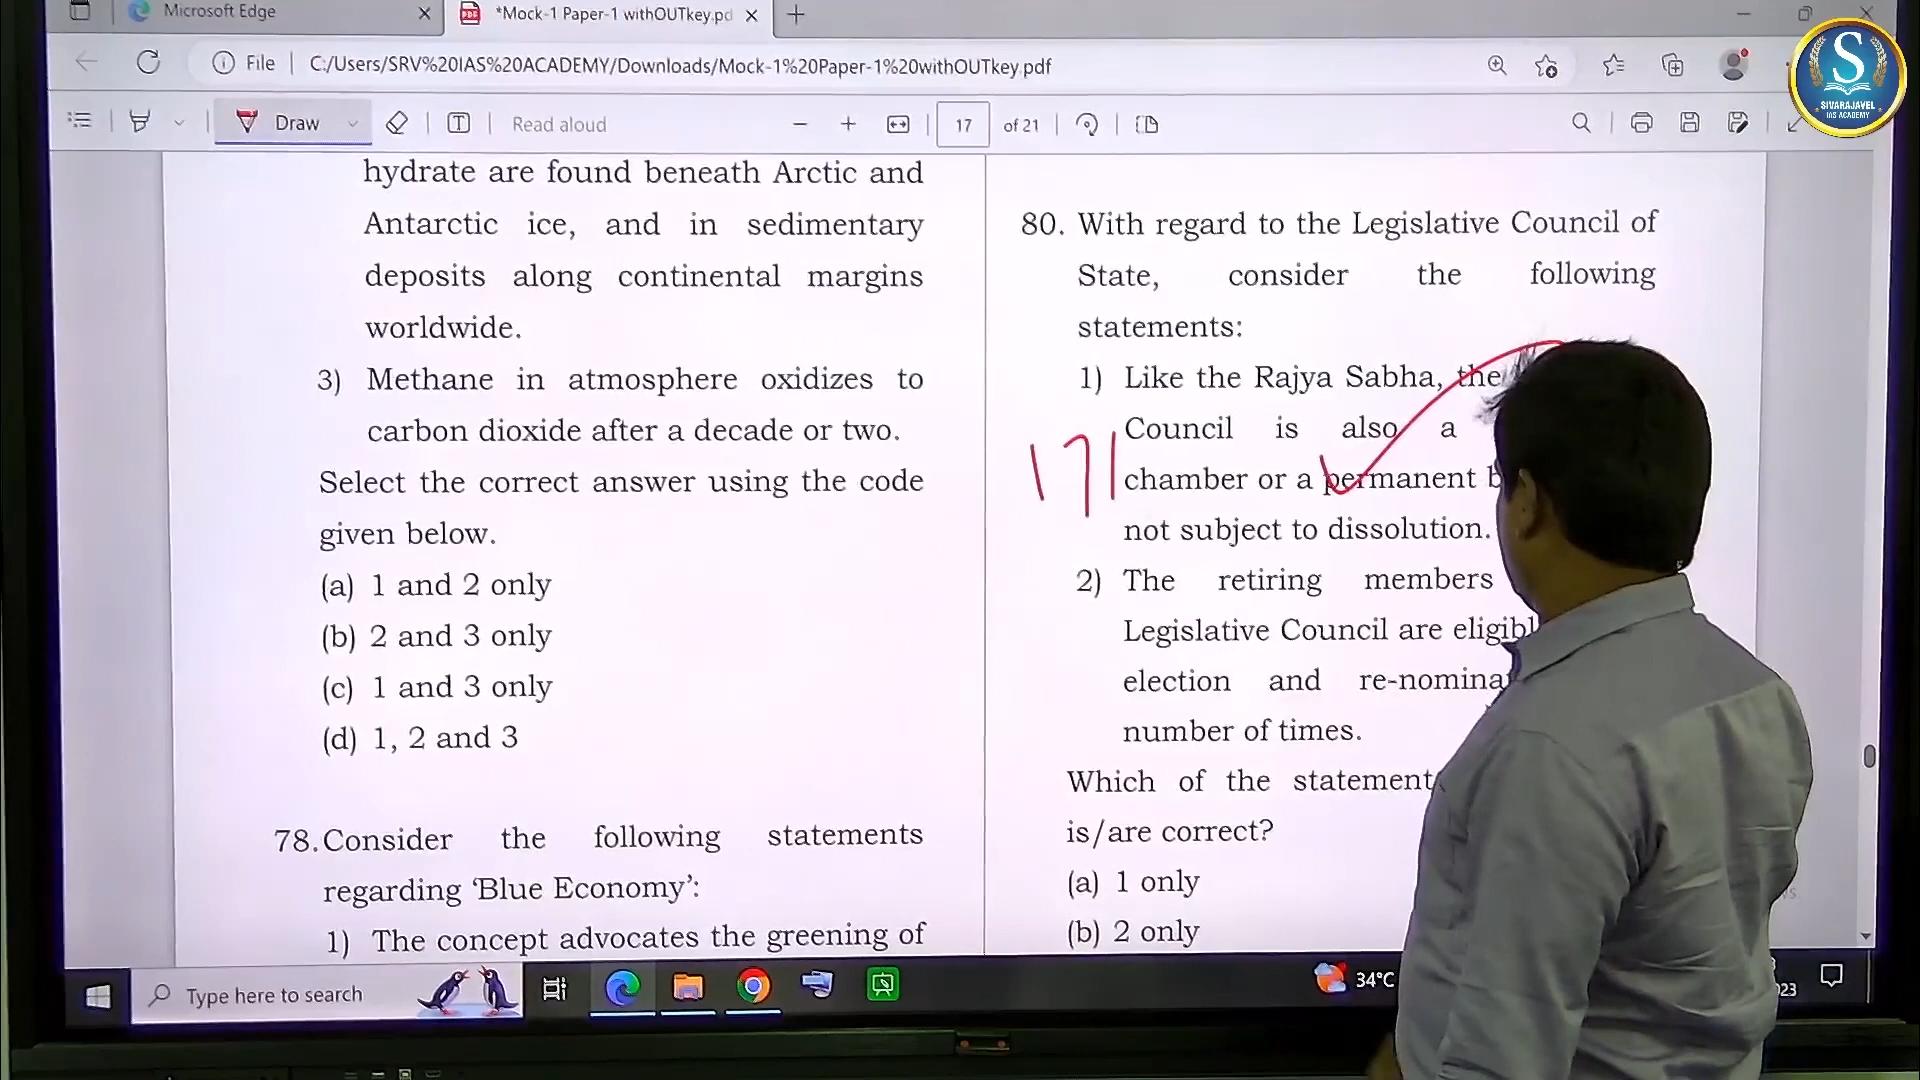 Microsoft Edge
*Mock-1 Paper-1 withOUTkey.pd
File
C:/Users/SRV%20IAS%20ACADEMY/Downloads/Mock-1%20Paper-1%20withOUTkey.pdf
S
SIVARAJAVEL
IAS ACADEMY
Draw
Read aloud
17
of 21
hydrate are found beneath Arctic and
Antarctic ice, and in sedimentary
deposits along continental margins
worldwide.
3) Methane in atmosphere oxidizes to
carbon dioxide after a decade or two.
Select the correct answer using the code
given below.
(a) 1 and 2 only
(b) 2 and 3 only
(c) 1 and 3 only
(d) 1, 2 and 3
78. Consider the following statements
regarding ‘Blue Economy’:
1) The concept advocates the greening of
80. With regard to the Legislative Council of
State, consider the following
statements:
1) Like the Rajya Sabha, the
Council is also a
chamber or a permanent b
not subject to dissolution.
171
2) The retiring members
Legislative Council are eligibl
election and re-nomina
number of times.
Which of the statement
is/are correct?
(a) 1 only
(b) 2 only
Type here to search
34°C
023